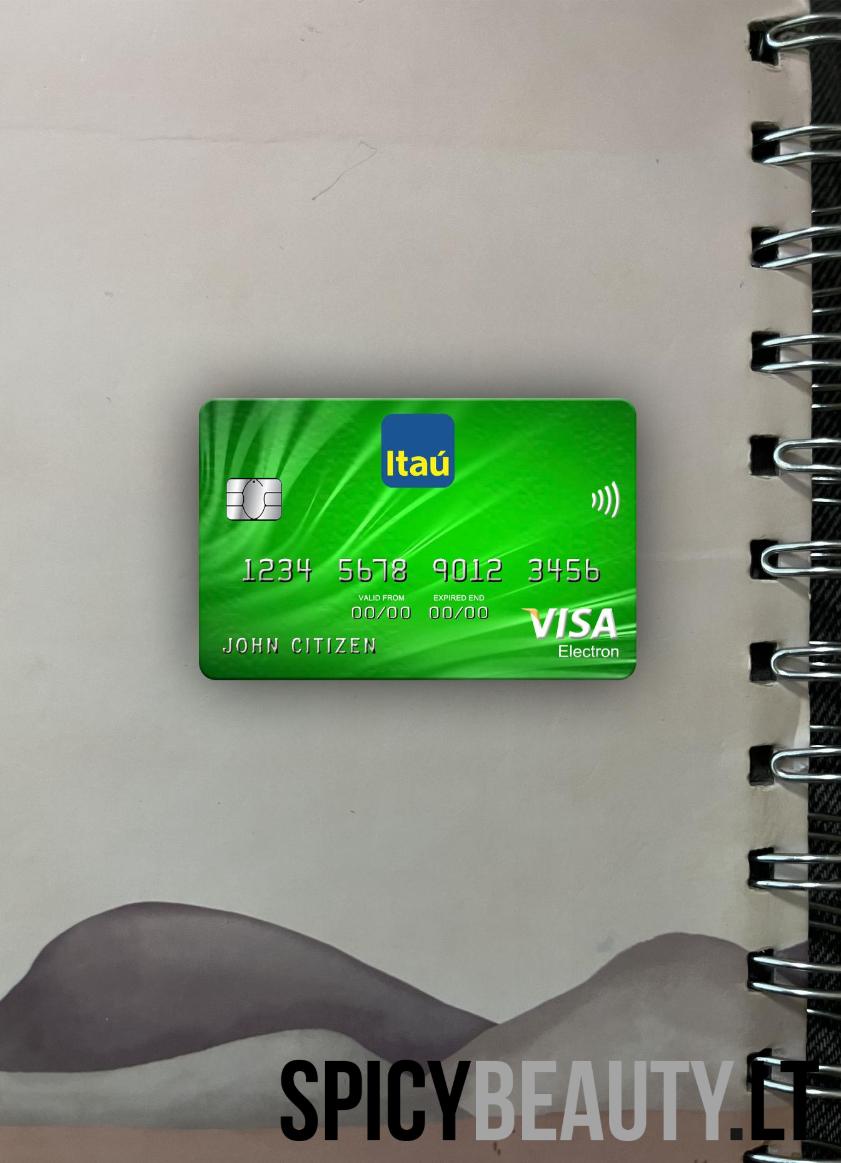 Itaú
1234 5678 9012 3456
VALID FROM EXPIRED END
00/00 00/00
VISA
JOHN CITIZEN
Electron
SPICYBEAUTY.LT